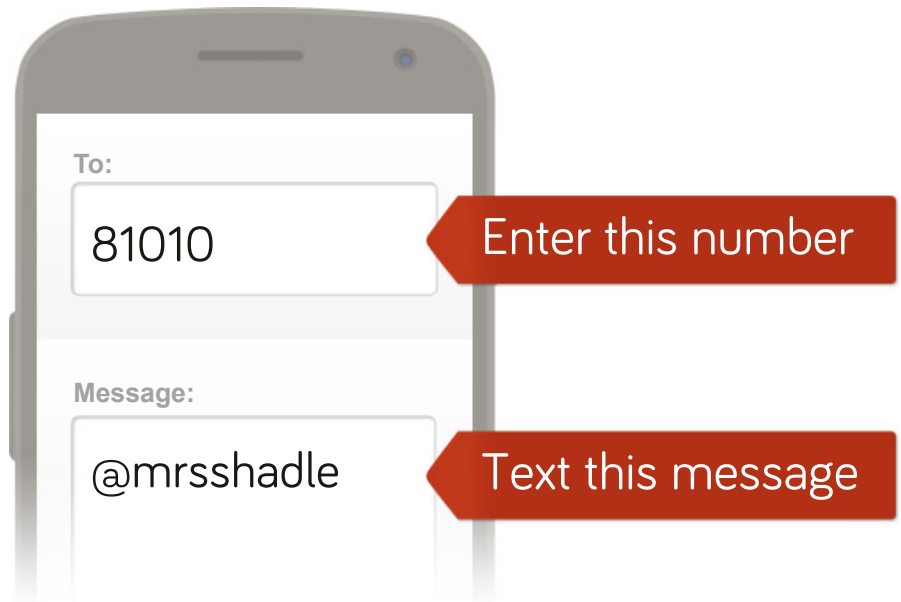 To:
81010
Enter this number
Message:
@mrsshadle
Text this message